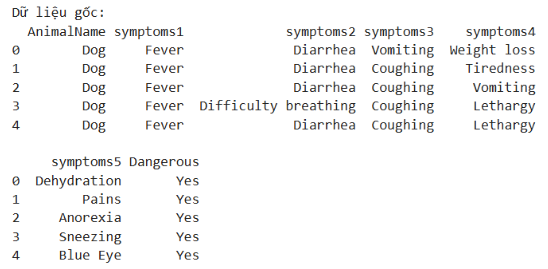 Dữ liệu gốc:
AnimalName symptoms1 symptoms2 symptoms3 symptoms4
0 Dog Fever Diarrhea Vomiting Weight loss
1 Dog Fever Diarrhea Coughing Tiredness
2 Dog Fever Diarrhea Coughing Vomiting
3 Dog Fever Difficulty breathing Coughing Lethargy
4 Dog Fever Diarrhea Coughing Lethargy
symptoms5 Dangerous
0 Dehydration Yes
1 Pains Yes
2 Anorexia Yes
3 Sneezing Yes
4 Blue Eye Yes